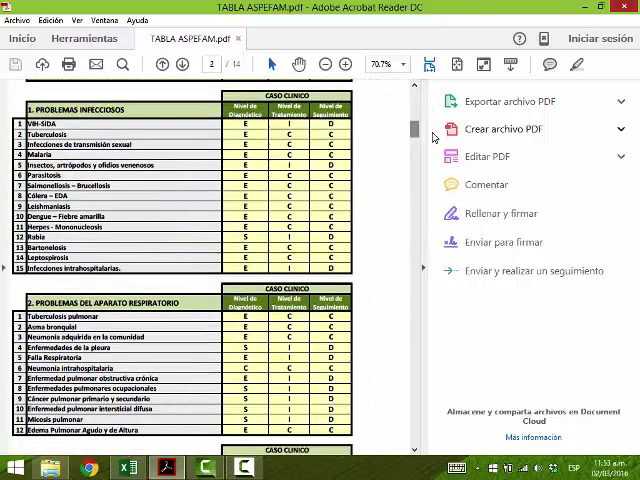 TABLA ASPEFAM.pdf - Adobe Acrobat Reader DC
Archivo Edición Ver Ventana Ayuda
Inicio Herramientas TABLA ASPEFAM.pdf × Iniciar sesión
2 / 14 70.7%
CASO CLINICO
1. PROBLEMAS INFECCIOSOS Nivel de Diagnóstico Nivel de Tratamiento Nivel de Seguimiento
1 VIH-SIDA E I D
2 Tuberculosis E C C
3 Infecciones de transmisión sexual E C C
4 Malaria E C C
5 Insectos, artrópodos y ofidios venenosos E I D
6 Parasitosis E C C
7 Salmonellosis – Brucellosis E C C
8 Cólera – EDA E C C
9 Leishmaniasis E C C
10 Dengue – Fiebre amarilla E C C
11 Herpes - Mononucleosis E C C
12 Rabia S I D
13 Bartonelosis E C C
14 Leptospirosis E C C
15 Infecciones intrahospitalarias. E I D
CASO CLINICO
2. PROBLEMAS DEL APARATO RESPIRATORIO Nivel de Diagnóstico Nivel de Tratamiento Nivel de Seguimiento
1 Tuberculosis pulmonar E C C
2 Asma bronquial E C C
3 Neumonía adquirida en la comunidad E C C
4 Enfermedades de la pleura S I D
5 Falla Respiratoria E I D
6 Neumonía intrahospitalaria C C C
7 Enfermedad pulmonar obstructiva crónica E I D
8 Enfermedades pulmonares ocupacionales S I D
9 Cáncer pulmonar primario y secundario S I D
10 Enfermedad pulmonar intersticial difusa S I D
11 Micosis pulmonar S I D
12 Edema Pulmonar Agudo y de Altura E C C
CASO CLINICO
Exportar archivo PDF
Crear archivo PDF
Editar PDF
Comentar
Rellenar y firmar
Enviar para firmar
Enviar y realizar un seguimiento
Almacene y comparta archivos en Document
Cloud
Más información
ESP
11:53 a.m.
02/03/2016